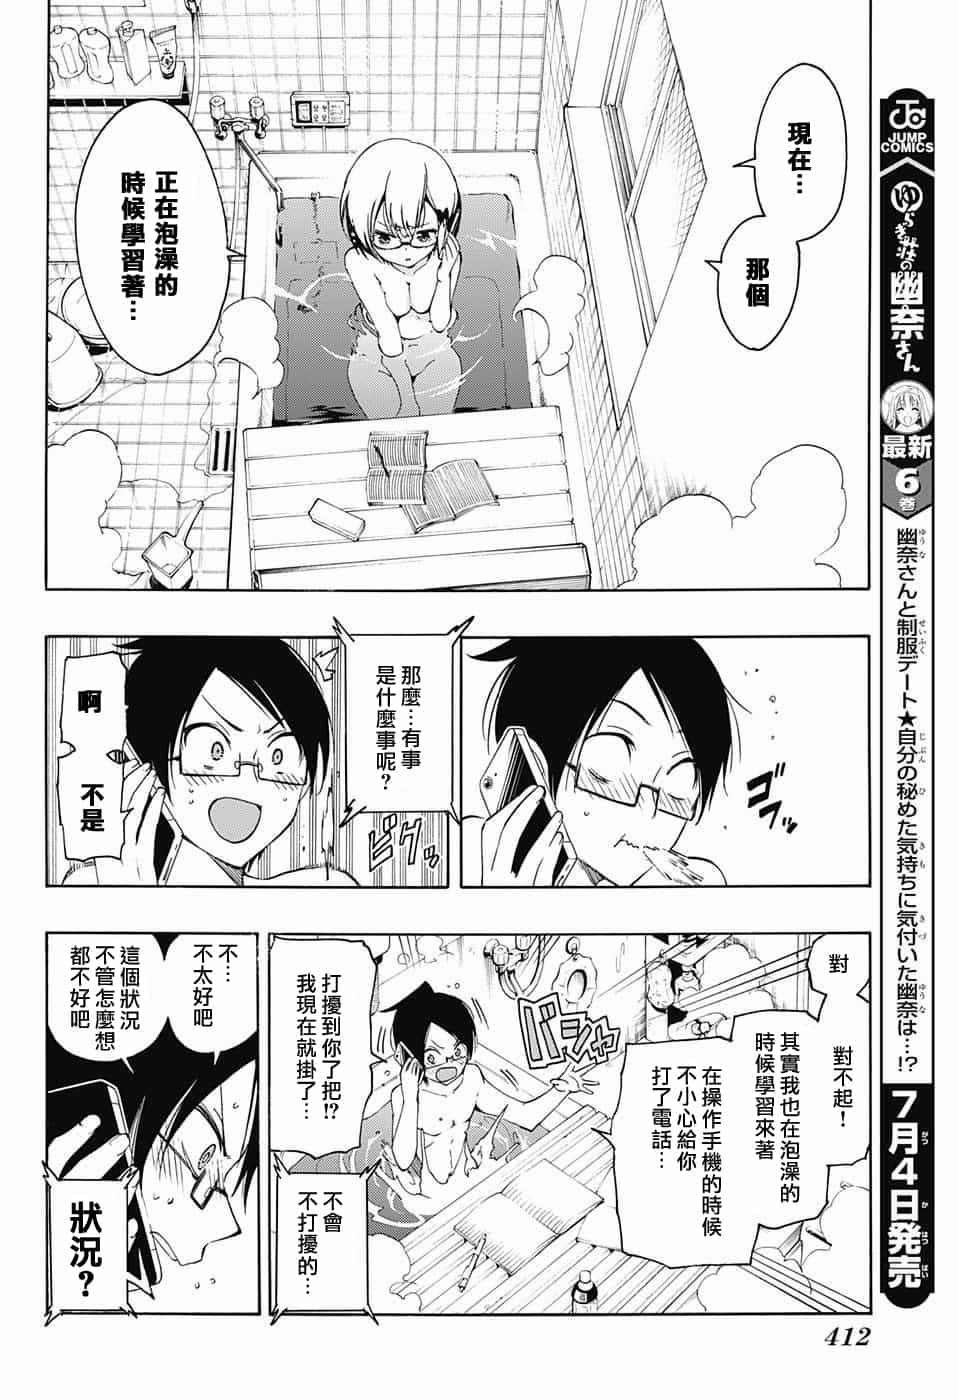 現在…
那個
正在泡澡的
時候學習著…
那麼…有事
是什麼事呢？
ビクッ
啊
不是
對
對不起！
其實我也在泡澡的
時候學習來著
在操作手機的時候
不小心給你
打了電話…
バシャ
打擾到你了把!?
我現在就掛了…
不會
不打擾的…
不…
不太好吧
這個狀況
不管怎麼想
都不好吧
狀況？
JUMP
COMICS
ゆらぎ荘の幽奈さん
最新
6
巻
幽奈さんと制服デート★自分の秘めた気持ちに気付いた幽奈は…!?
7月4日発売
412